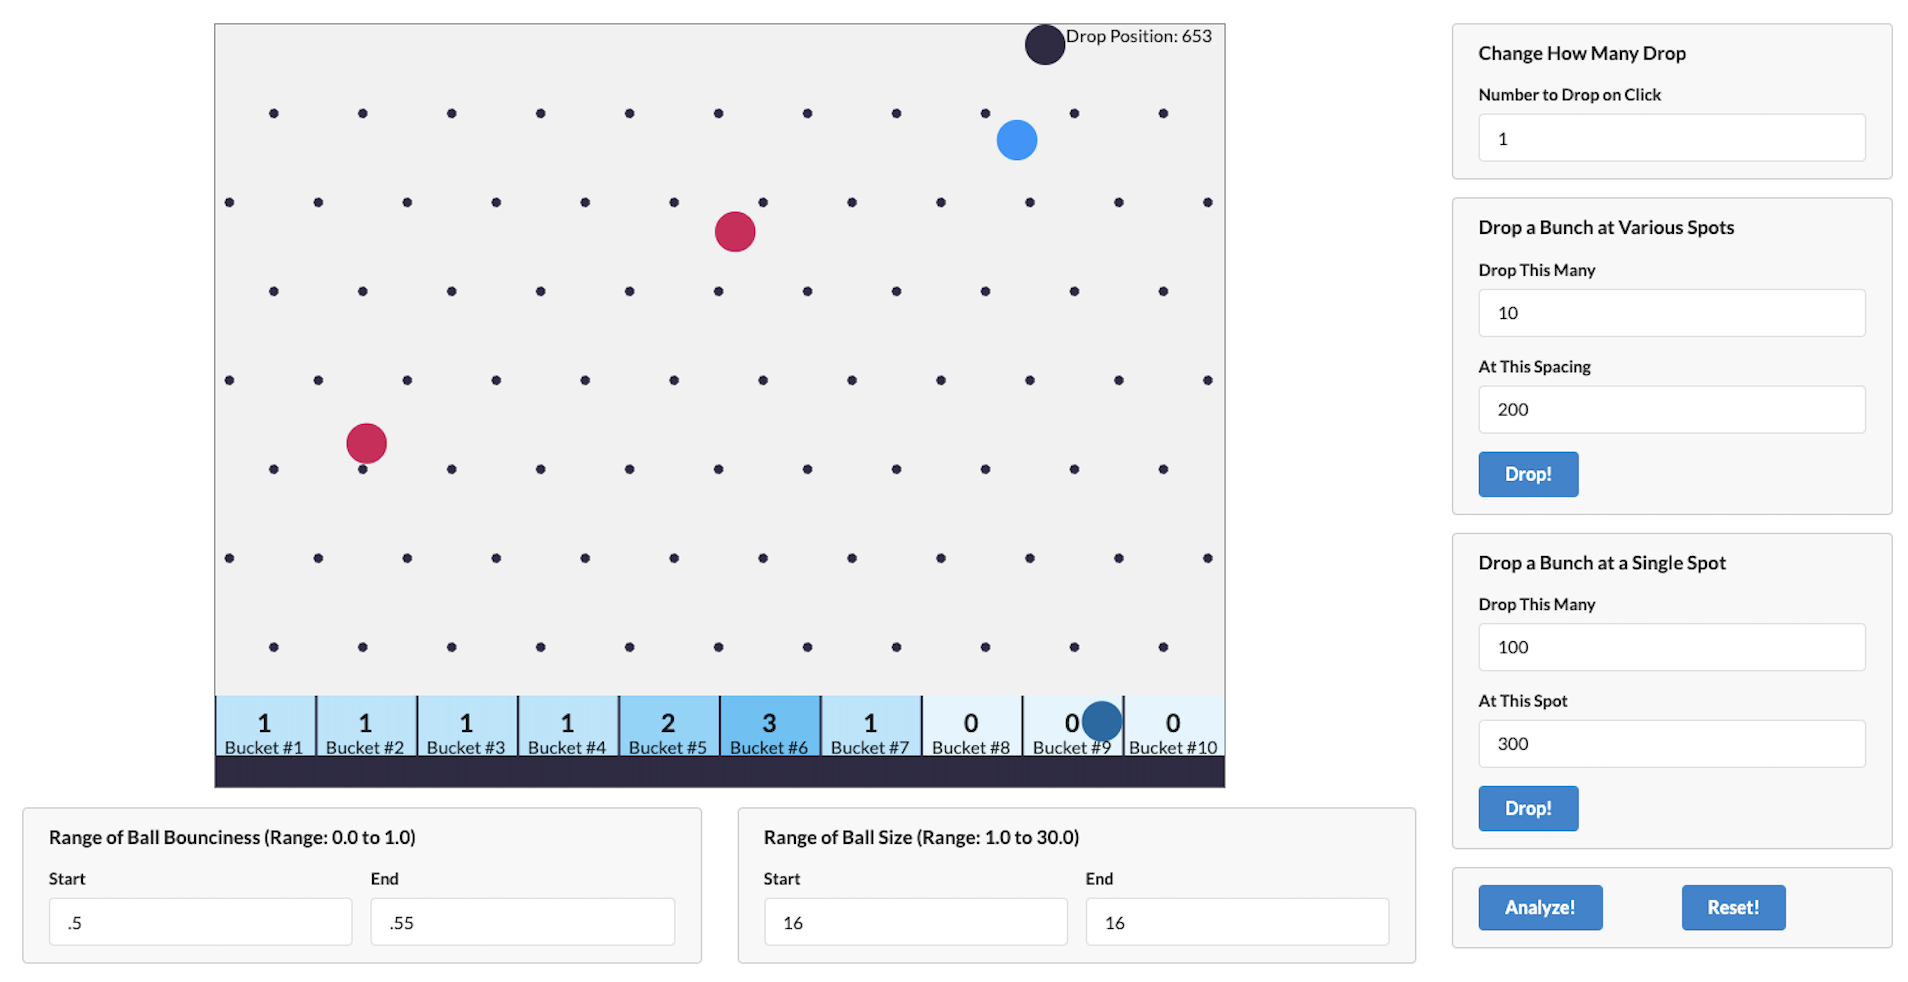 Drop Position: 653
1 1 1 1 2 3 1 0 0 0
Bucket #1 Bucket #2 Bucket #3 Bucket #4 Bucket #5 Bucket #6 Bucket #7 Bucket #8 Bucket #9 Bucket #10
Range of Ball Bounciness (Range: 0.0 to 1.0)
Start End
.5 .55
Range of Ball Size (Range: 1.0 to 30.0)
Start End
16 16
Change How Many Drop
Number to Drop on Click
1
Drop a Bunch at Various Spots
Drop This Many
10
At This Spacing
200
Drop!
Drop a Bunch at a Single Spot
Drop This Many
100
At This Spot
300
Drop!
Analyze! Reset!